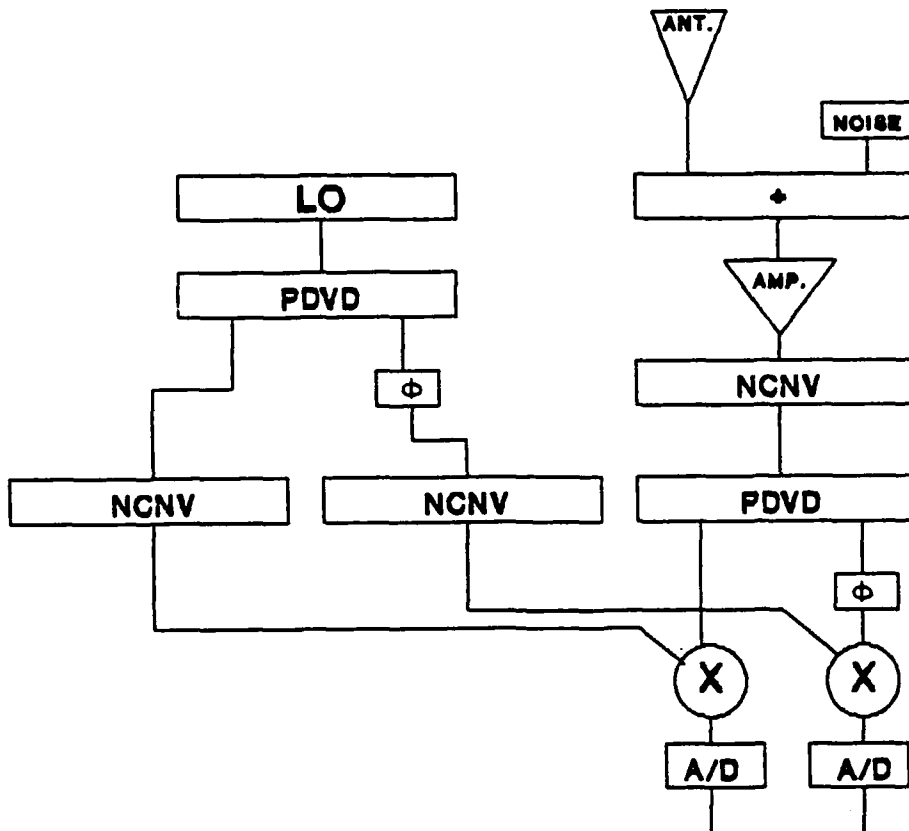 ANT.
NOISE
LO
+
PDVD
AMP.
Φ
NCNV
NCNV
NCNV
PDVD
Φ
X
X
A/D
A/D